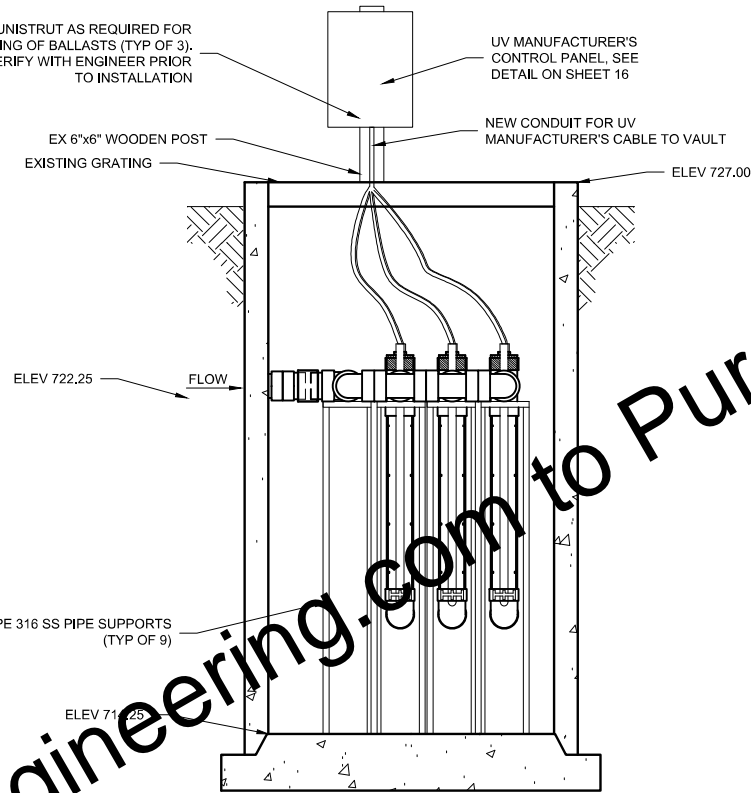 UNISTRUT AS REQUIRED FOR
ING OF BALLASTS (TYP OF 3).
ERIFY WITH ENGINEER PRIOR
TO INSTALLATION
UV MANUFACTURER'S
CONTROL PANEL, SEE
DETAIL ON SHEET 16
EX 6"x6" WOODEN POST
NEW CONDUIT FOR UV
MANUFACTURER'S CABLE TO VAULT
EXISTING GRATING
ELEV 727.00
ELEV 722.25
FLOW
PE 316 SS PIPE SUPPORTS
(TYP OF 9)
ELEV 714.25
gineering.com to Pur